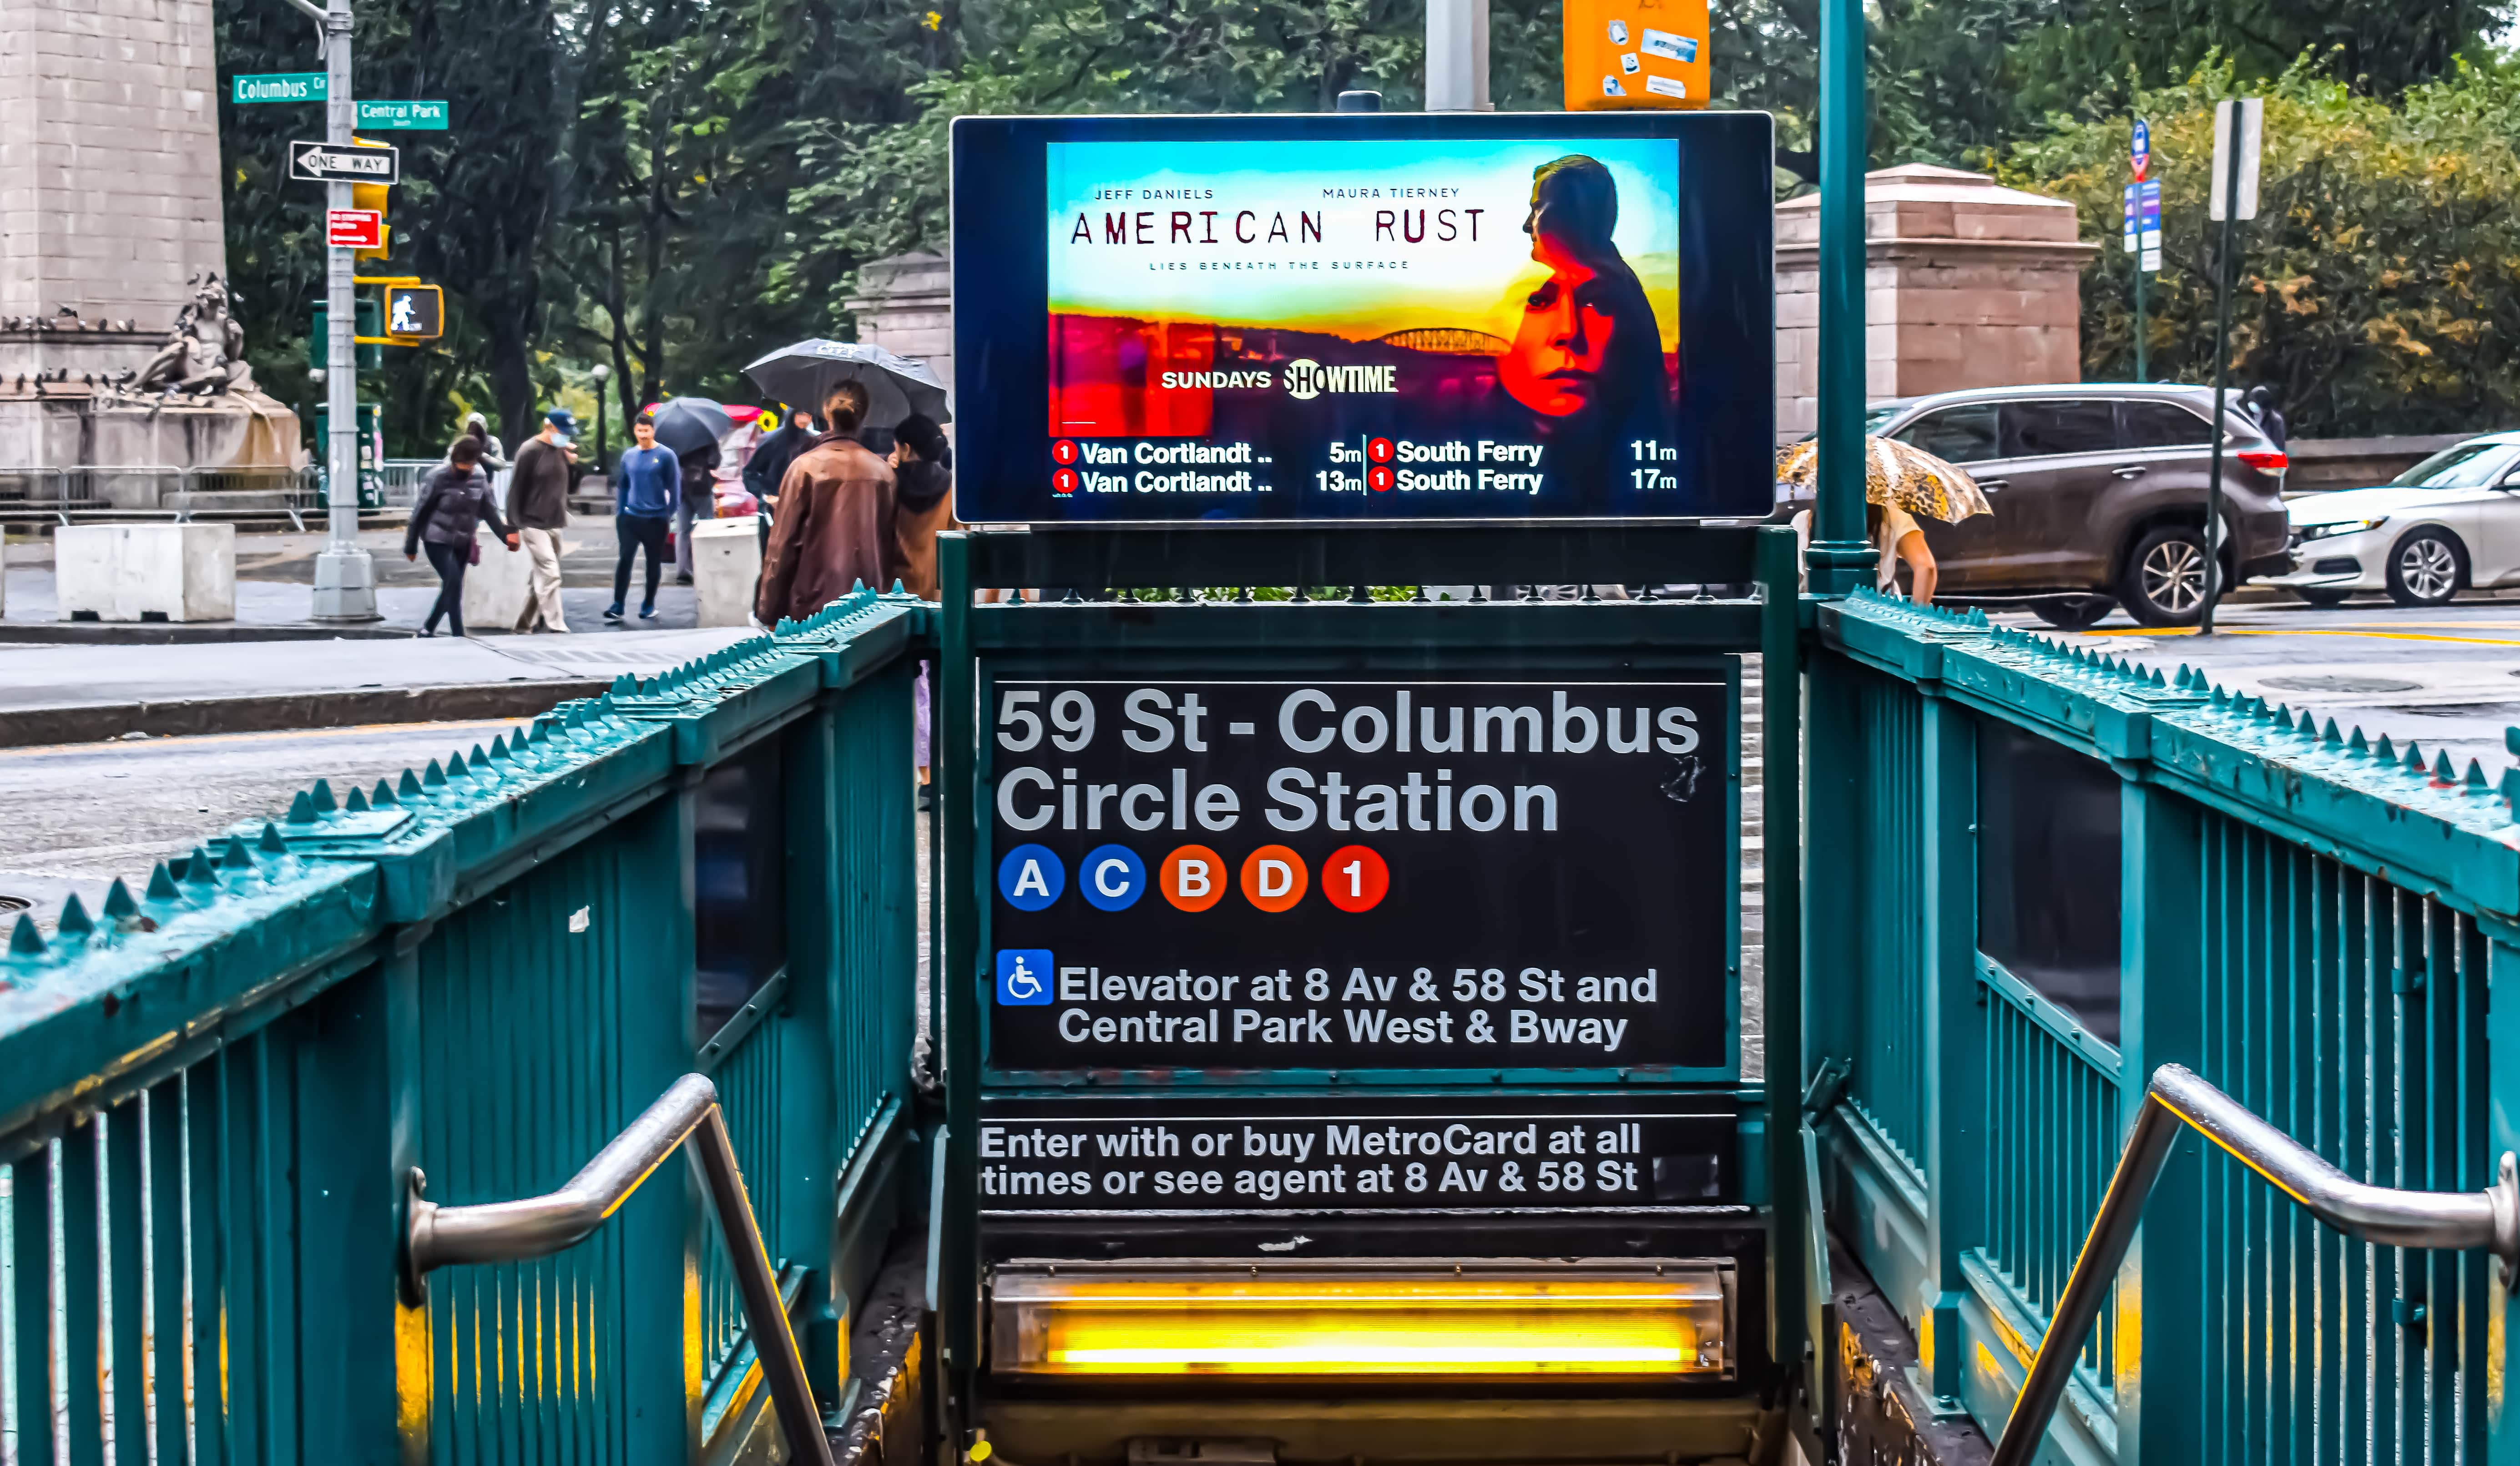 Columbus Cir
Central Park
South
ONE WAY
JEFF DANIELS MAURA TIERNEY
AMERICAN RUST
LIES BENEATH THE SURFACE
SUNDAYS SHOWTIME
1 Van Cortlandt .. 5m 1 South Ferry 11m
1 Van Cortlandt .. 13m 1 South Ferry 17m
59 St - Columbus
Circle Station
A C B D 1
Elevator at 8 Av & 58 St and
Central Park West & Bway
Enter with or buy MetroCard at all
times or see agent at 8 Av & 58 St